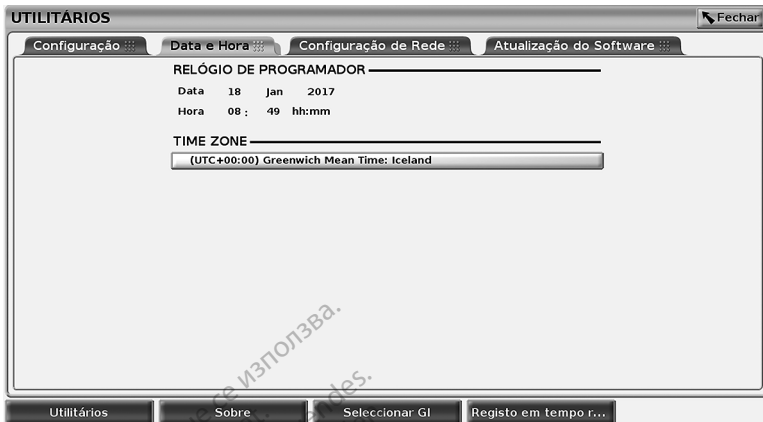 UTILITÁRIOS
Fechar
Configuração
Data e Hora
Configuração de Rede
Atualização do Software
RELÓGIO DE PROGRAMADOR
Data 18 Jan 2017
Hora 08 : 49 hh:mm
TIME ZONE
(UTC+00:00) Greenwich Mean Time: Iceland
се използва.
Utilitários
Sobre
Seleccionar GI
Registo em tempo r...